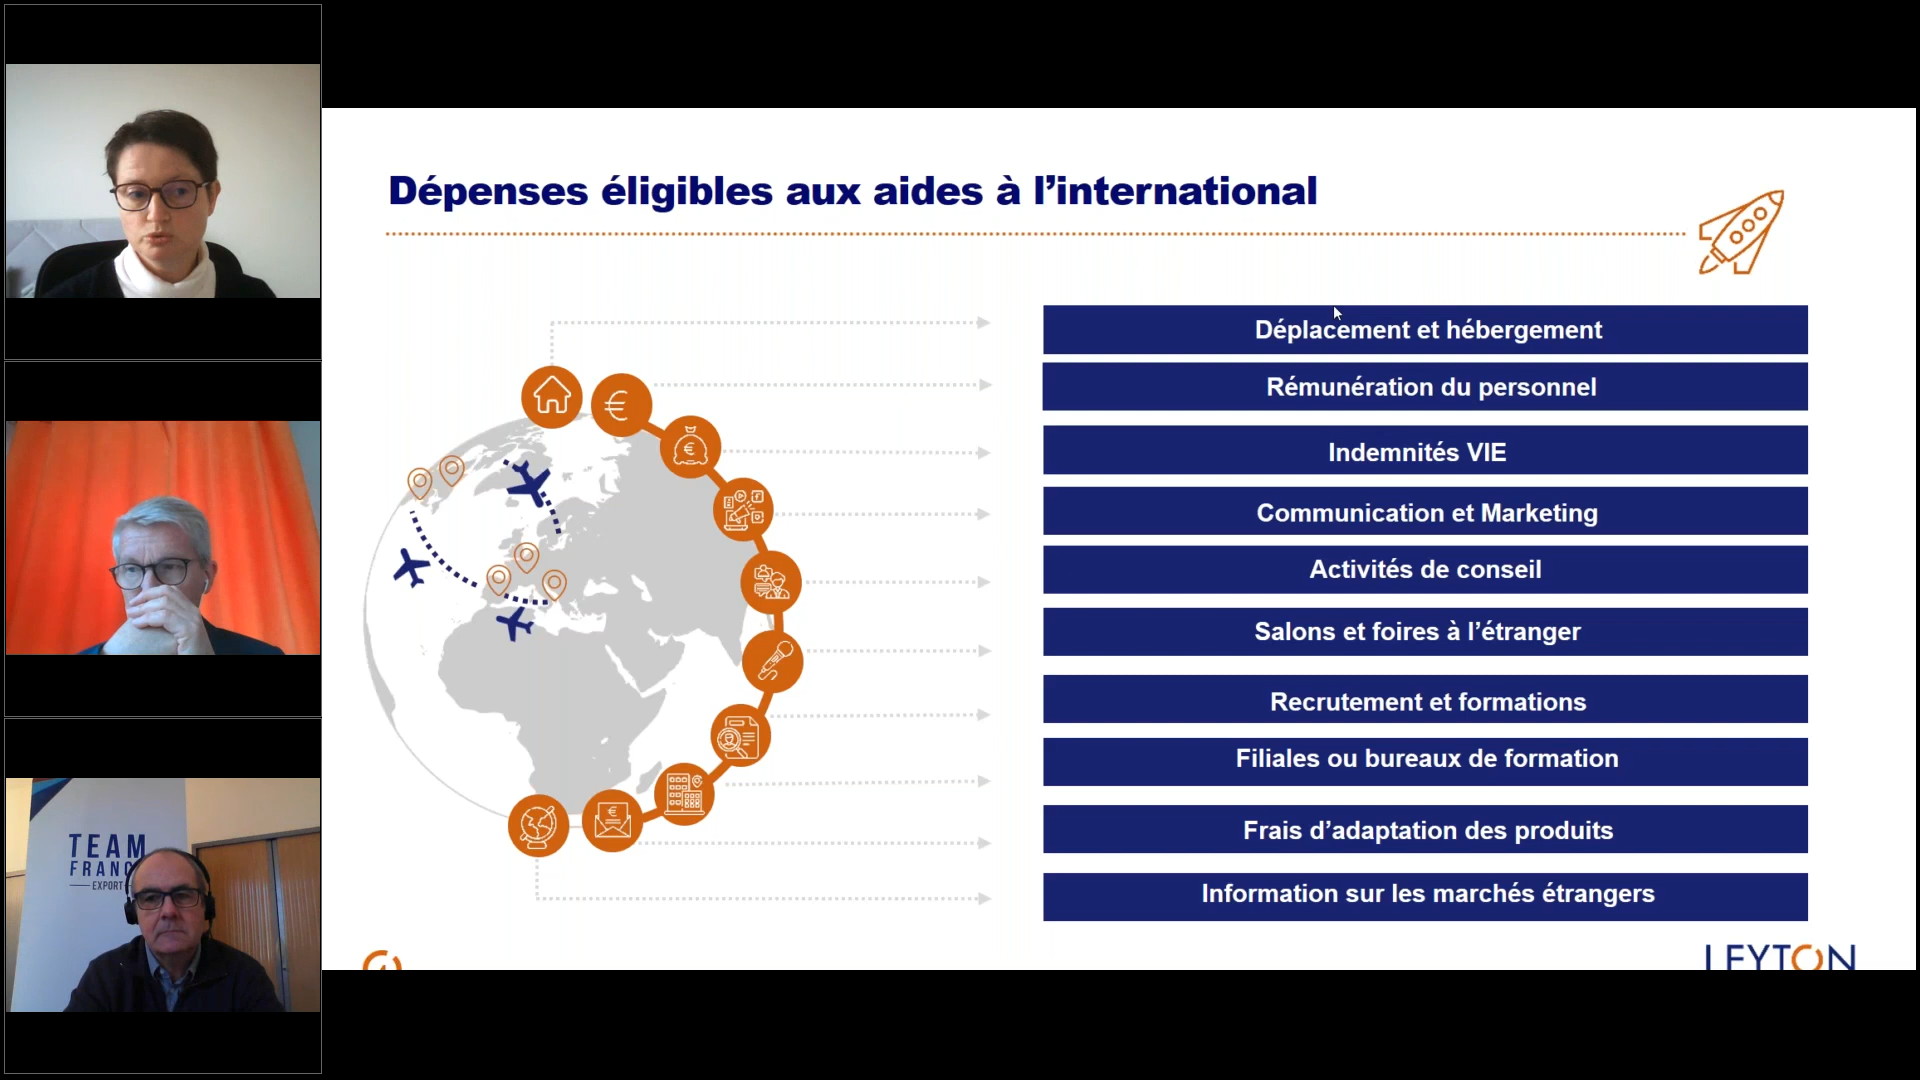 Dépenses éligibles aux aides à l’international
Déplacement et hébergement
Rémunération du personnel
Indemnités VIE
Communication et Marketing
Activités de conseil
Salons et foires à l’étranger
Recrutement et formations
Filiales ou bureaux de formation
Frais d’adaptation des produits
Information sur les marchés étrangers
LEYTON
TEAM
FRANC
EXPORT